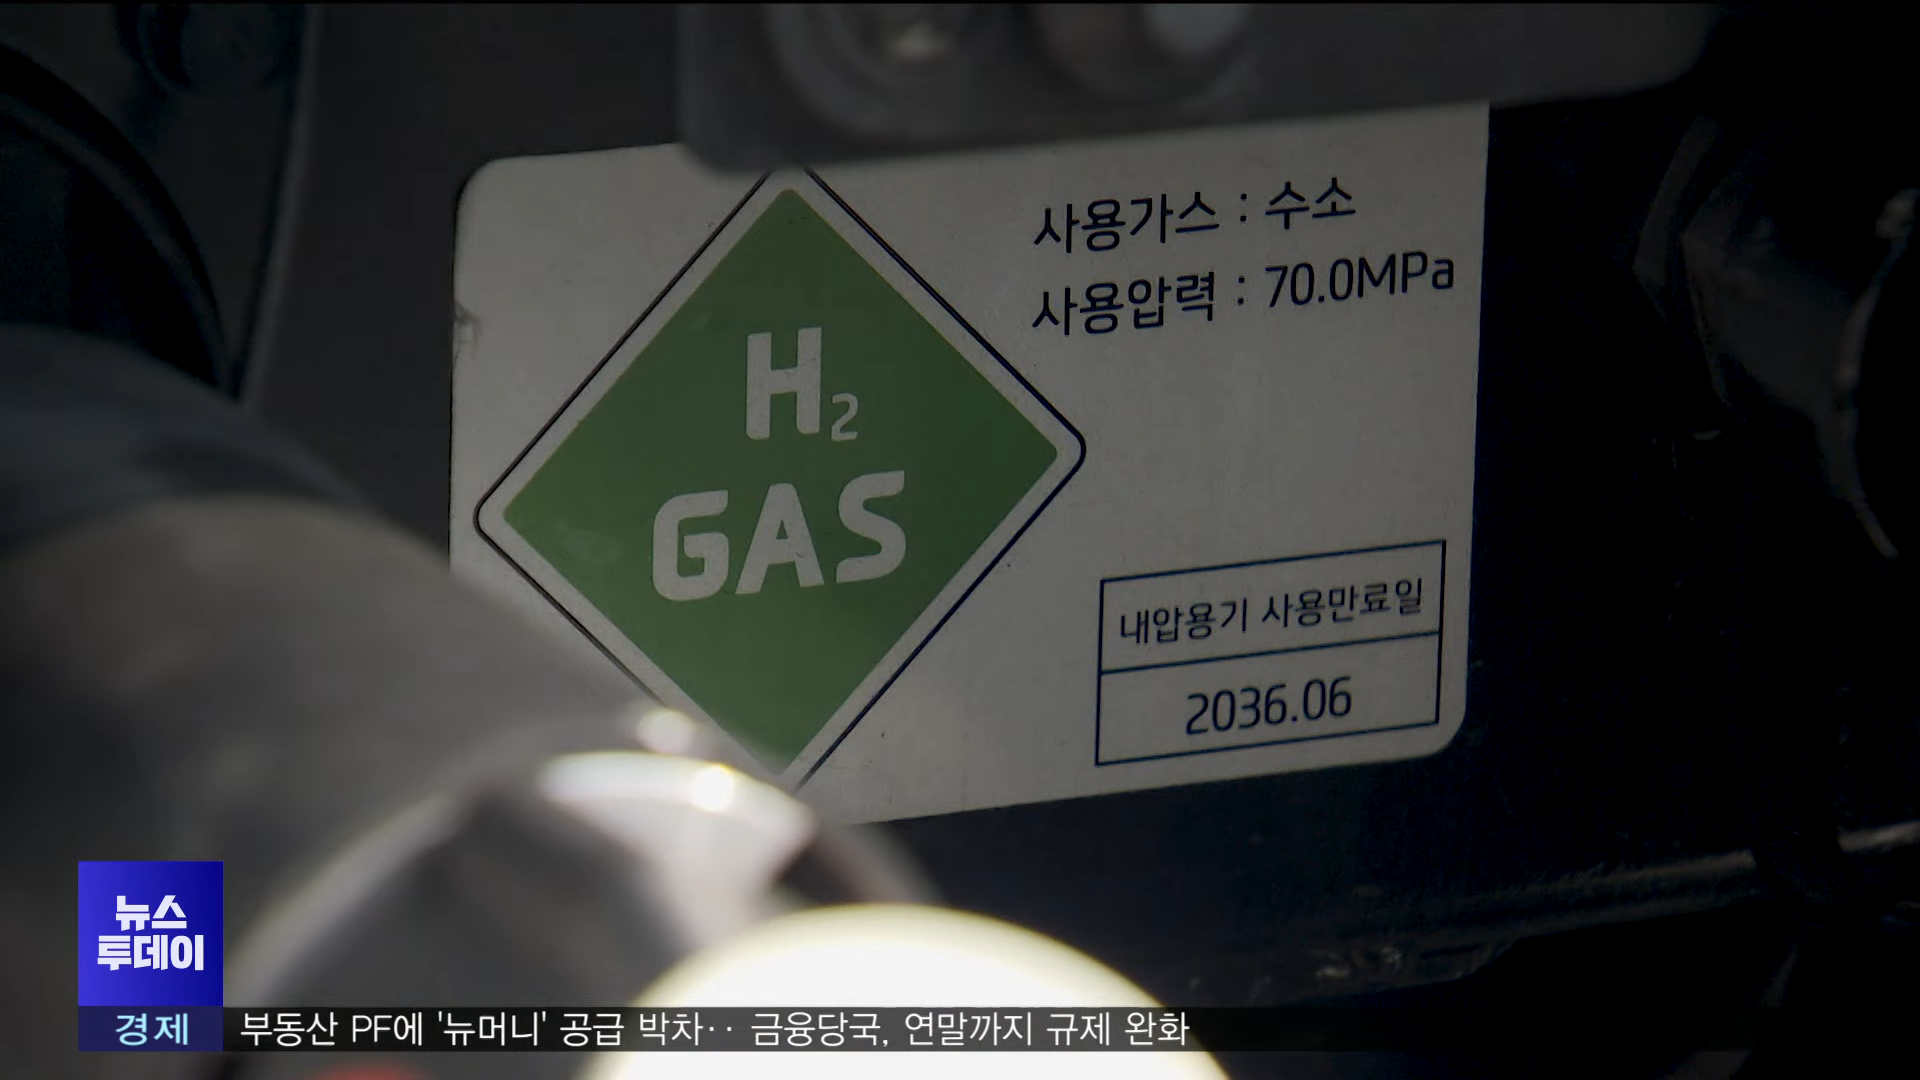 사용가스 : 수소
사용압력 : 70.0MPa
H2
GAS
내압용기 사용만료일
2036.06
뉴스
투데이
경제 부동산 PF에 '뉴머니' 공급 박차‥ 금융당국, 연말까지 규제 완화